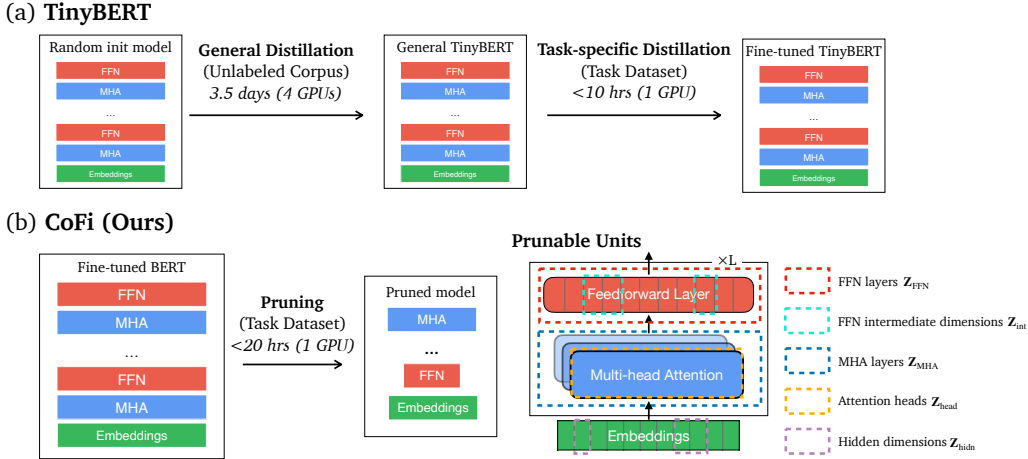 (a) TinyBERT
Random init model
FFN
MHA
...
FFN
MHA
Embeddings
General Distillation
(Unlabeled Corpus)
3.5 days (4 GPUs)
General TinyBERT
FFN
MHA
...
FFN
MHA
Embeddings
Task-specific Distillation
(Task Dataset)
<10 hrs (1 GPU)
Fine-tuned TinyBERT
FFN
MHA
...
FFN
MHA
Embeddings
(b) CoFi (Ours)
Fine-tuned BERT
FFN
MHA
...
FFN
MHA
Embeddings
Pruning
(Task Dataset)
<20 hrs (1 GPU)
Pruned model
MHA
...
FFN
Embeddings
Prunable Units
×L
Feedforward Layer
Multi-head Attention
Embeddings
FFN layers Z_FFN
FFN intermediate dimensions Z_int
MHA layers Z_MHA
Attention heads Z_head
Hidden dimensions Z_hidn